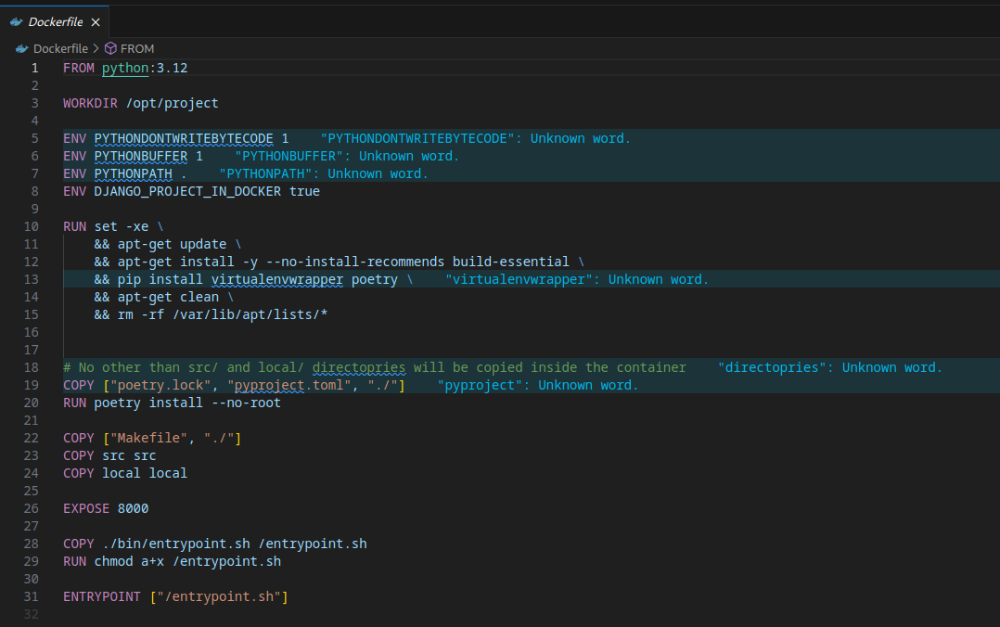 Dockerfile
Dockerfile > FROM
1 FROM python:3.12
2
3 WORKDIR /opt/project
4
5 ENV PYTHONDONTWRITEBYTECODE 1 "PYTHONDONTWRITEBYTECODE": Unknown word.
6 ENV PYTHONBUFFER 1 "PYTHONBUFFER": Unknown word.
7 ENV PYTHONPATH . "PYTHONPATH": Unknown word.
8 ENV DJANGO_PROJECT_IN_DOCKER true
9
10 RUN set -xe \
11 && apt-get update \
12 && apt-get install -y --no-install-recommends build-essential \
13 && pip install virtualenvwrapper poetry \ "virtualenvwrapper": Unknown word.
14 && apt-get clean \
15 && rm -rf /var/lib/apt/lists/*
16
17
18 # No other than src/ and local/ directopries will be copied inside the container "directopries": Unknown word.
19 COPY ["poetry.lock", "pyproject.toml", "./"] "pyproject": Unknown word.
20 RUN poetry install --no-root
21
22 COPY ["Makefile", "./"]
23 COPY src src
24 COPY local local
25
26 EXPOSE 8000
27
28 COPY ./bin/entrypoint.sh /entrypoint.sh
29 RUN chmod a+x /entrypoint.sh
30
31 ENTRYPOINT ["/entrypoint.sh"]
32